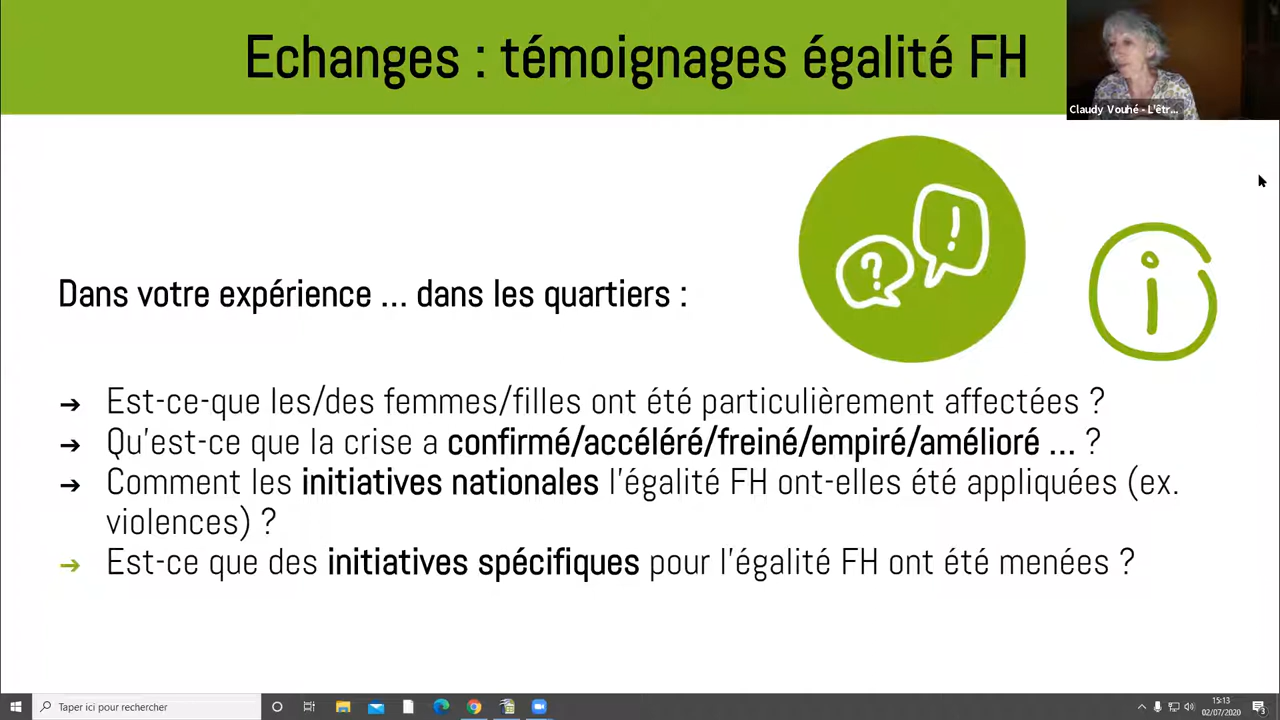 Echanges : témoignages égalité FH
Claudy Vouhé - L'êtr...
Dans votre expérience ... dans les quartiers :
➔ Est-ce-que les/des femmes/filles ont été particulièrement affectées ?
➔ Qu'est-ce que la crise a confirmé/accéléré/freiné/empiré/amélioré ... ?
➔ Comment les initiatives nationales l'égalité FH ont-elles été appliquées (ex.
violences) ?
➔ Est-ce que des initiatives spécifiques pour l'égalité FH ont été menées ?
Taper ici pour rechercher
15:13
02/07/2020